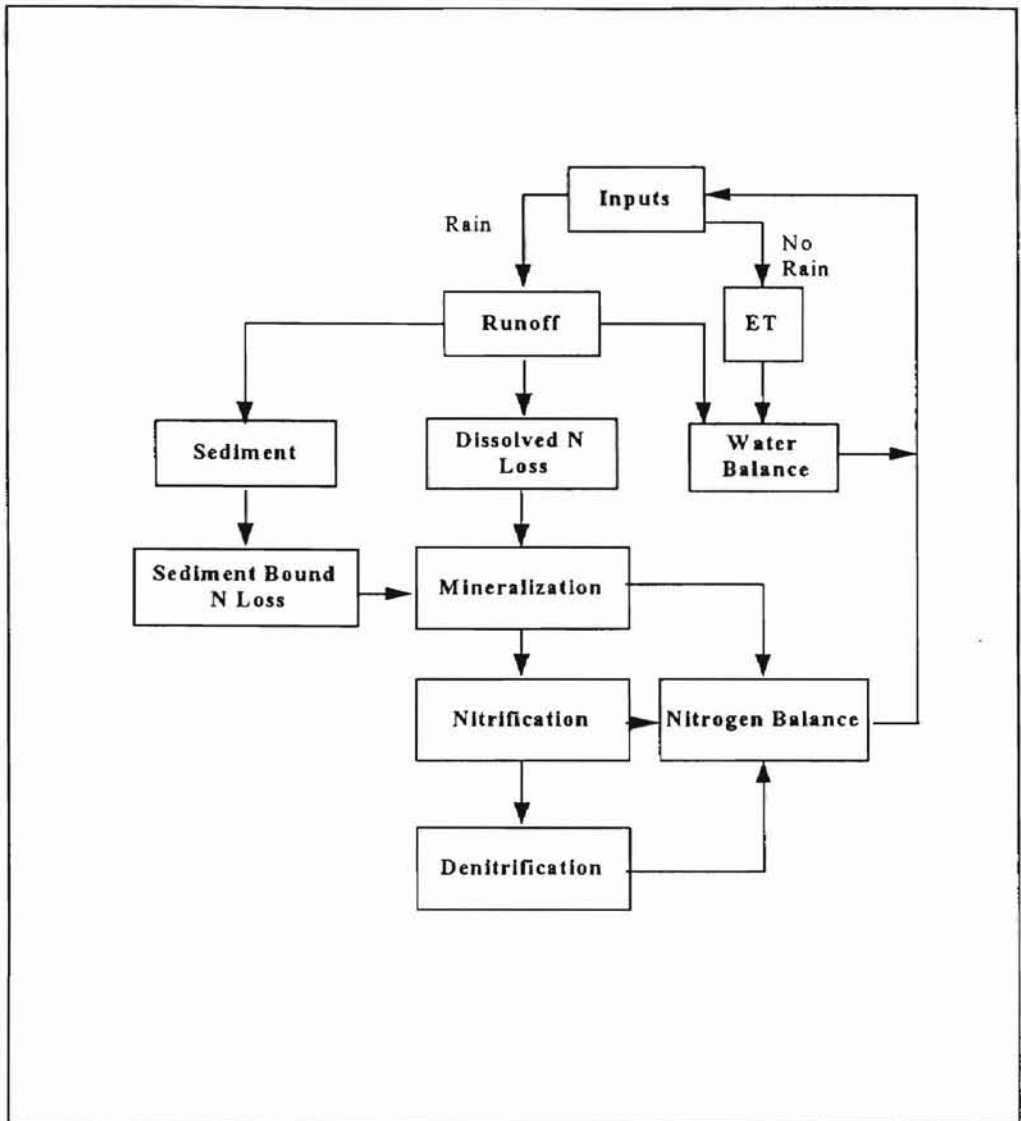 Inputs
Rain
No
Rain
Runoff
ET
Sediment
Dissolved N
Loss
Water
Balance
Sediment Bound
N Loss
Mineralization
Nitrification
Nitrogen Balance
Denitrification